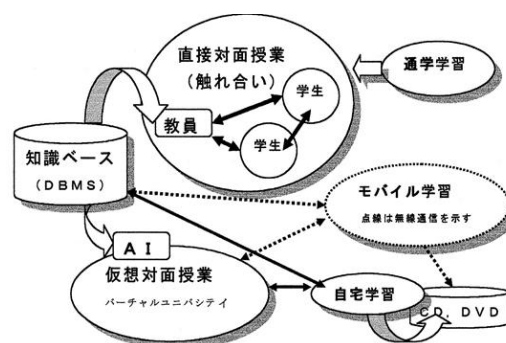 直接対面授業
(触れ合い)
学生
教員
学生
通学学習
知識ベース
(DBMS)
モバイル学習
点線は無線通信を示す
AI
仮想対面授業
バーチャルユニバシテイ
自宅学習
CD，DVD